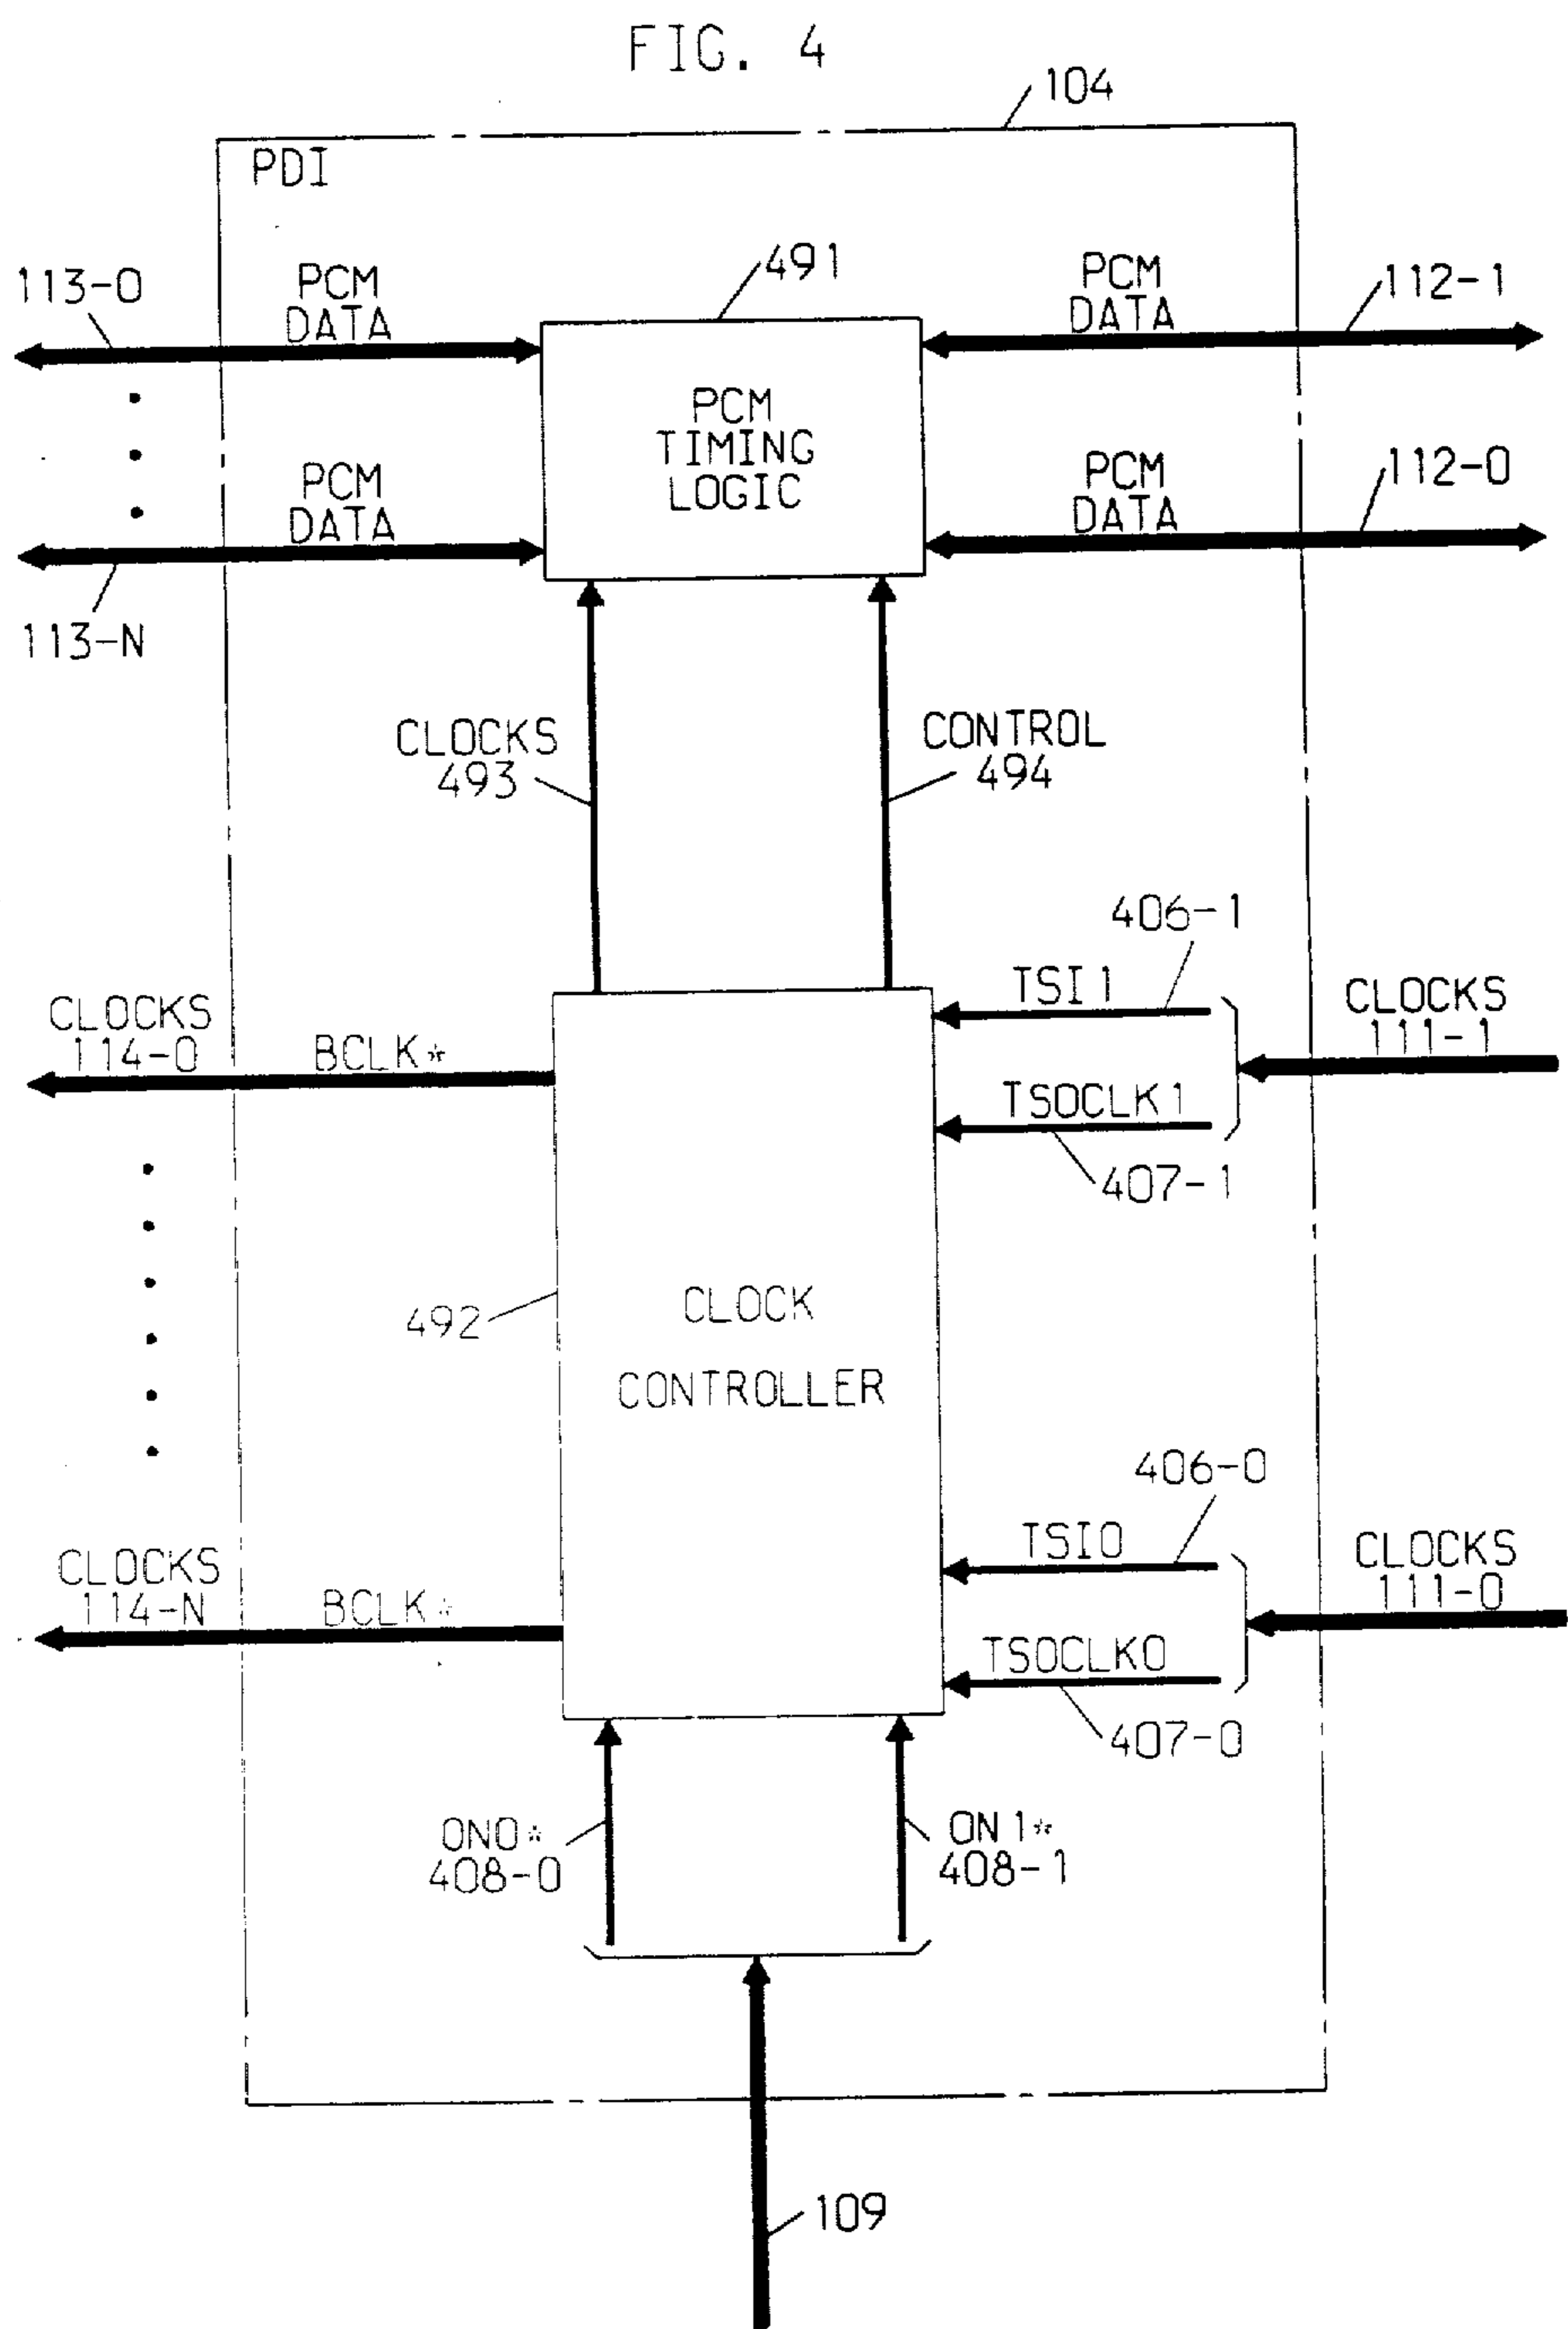 FIG. 4
104
PDI
491
113-0
PCM
DATA
PCM
DATA
112-1
PCM
TIMING
LOGIC
PCM
DATA
PCM
DATA
112-0
113-N
CLOCKS
493
CONTROL
494
406-1
TSI1
CLOCKS
114-0
BCLK*
CLOCKS
111-1
TSOCLK1
407-1
492
CLOCK
CONTROLLER
406-0
TSI0
CLOCKS
114-N
BCLK*
CLOCKS
111-0
TSOCLK0
407-0
ON0*
408-0
ON1*
408-1
109